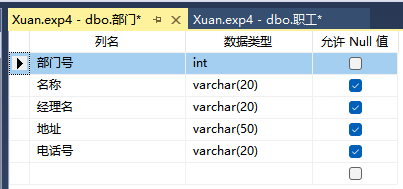 Xuan.exp4 - dbo.部门* Xuan.exp4 - dbo.职工*
列名 数据类型 允许 Null 值
部门号 int
名称 varchar(20)
经理名 varchar(20)
地址 varchar(50)
电话号 varchar(20)